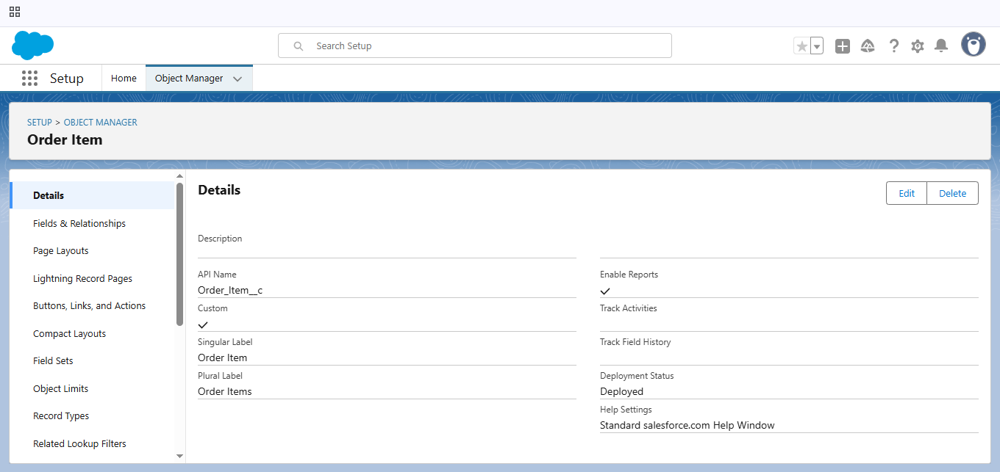 Search Setup
Setup
Home
Object Manager
SETUP > OBJECT MANAGER
Order Item
Details
Fields & Relationships
Page Layouts
Lightning Record Pages
Buttons, Links, and Actions
Compact Layouts
Field Sets
Object Limits
Record Types
Related Lookup Filters
Details
Edit
Delete
Description
API Name
Order_Item__c
Custom
Singular Label
Order Item
Plural Label
Order Items
Enable Reports
Track Activities
Track Field History
Deployment Status
Deployed
Help Settings
Standard salesforce.com Help Window